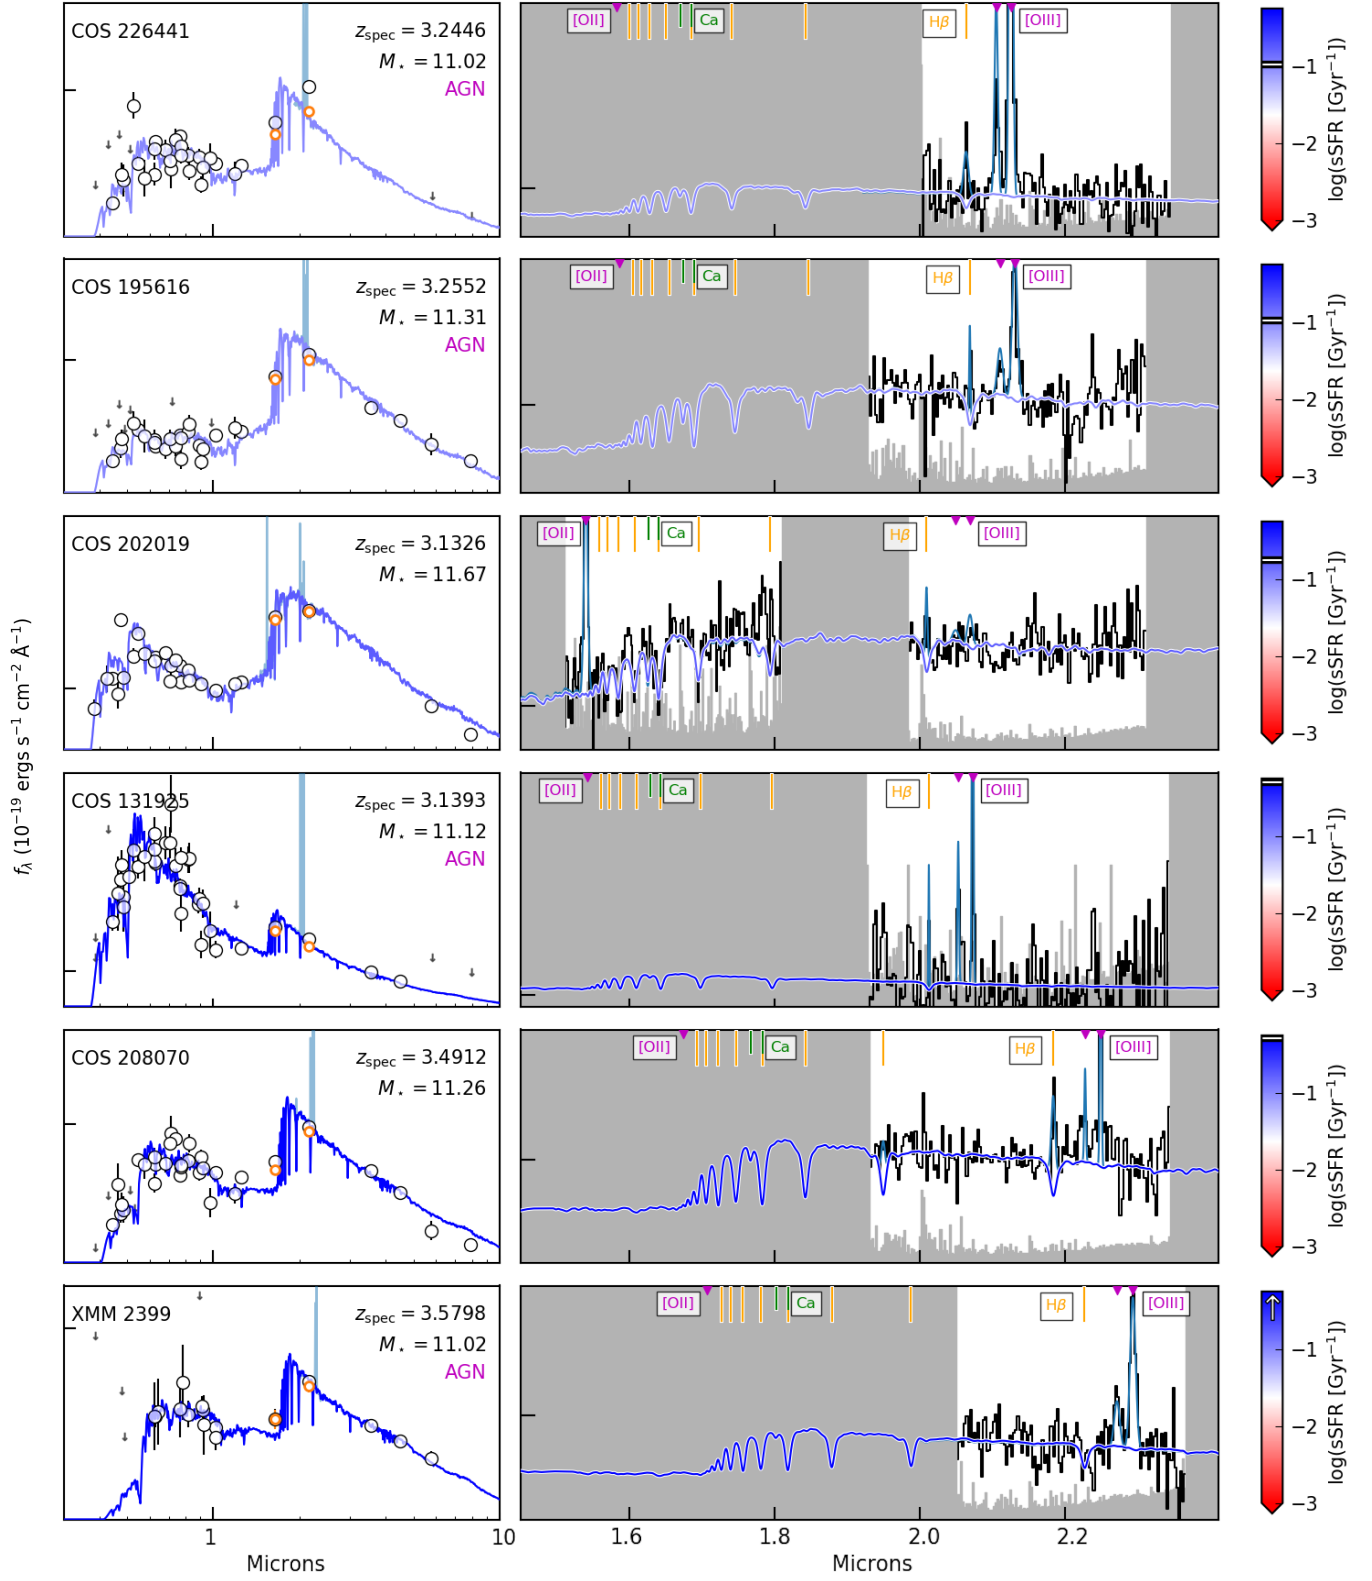 COS 226441
z_spec = 3.2446
M⋆ = 11.02
AGN
[OII] Ca Hβ [OIII]
−1
−2
−3
log(sSFR [Gyr⁻¹])
COS 195616
z_spec = 3.2552
M⋆ = 11.31
AGN
[OII] Ca Hβ [OIII]
−1
−2
−3
log(sSFR [Gyr⁻¹])
COS 202019
z_spec = 3.1326
M⋆ = 11.67
[OII] Ca Hβ [OIII]
−1
−2
−3
log(sSFR [Gyr⁻¹])
f_λ (10⁻¹⁹ ergs s⁻¹ cm⁻² Å⁻¹)
COS 131925
z_spec = 3.1393
M⋆ = 11.12
AGN
[OII] Ca Hβ [OIII]
−1
−2
−3
log(sSFR [Gyr⁻¹])
COS 208070
z_spec = 3.4912
M⋆ = 11.26
[OII] Ca Hβ [OIII]
−1
−2
−3
log(sSFR [Gyr⁻¹])
XMM 2399
z_spec = 3.5798
M⋆ = 11.02
AGN
[OII] Ca Hβ [OIII]
−1
−2
−3
log(sSFR [Gyr⁻¹])
1 10
1.6 1.8 2.0 2.2
Microns
Microns